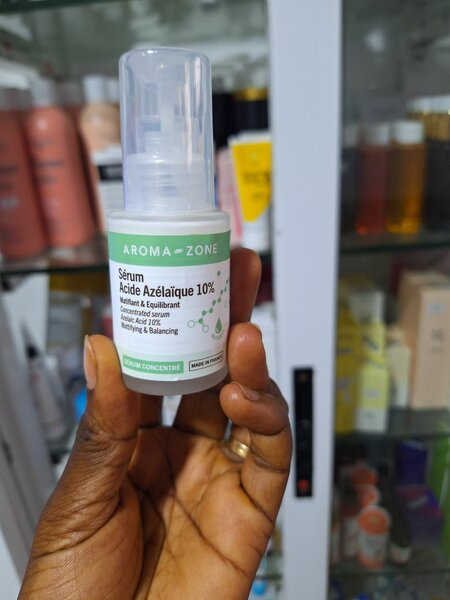 AROMA-ZONE
Sérum
Acide Azélaïque 10%
Matifiant & Equilibrant
Concentrated serum
Azelaic Acid 10%
Mattifying & Balancing
SÉRUM CONCENTRÉ
MADE IN FRANCE